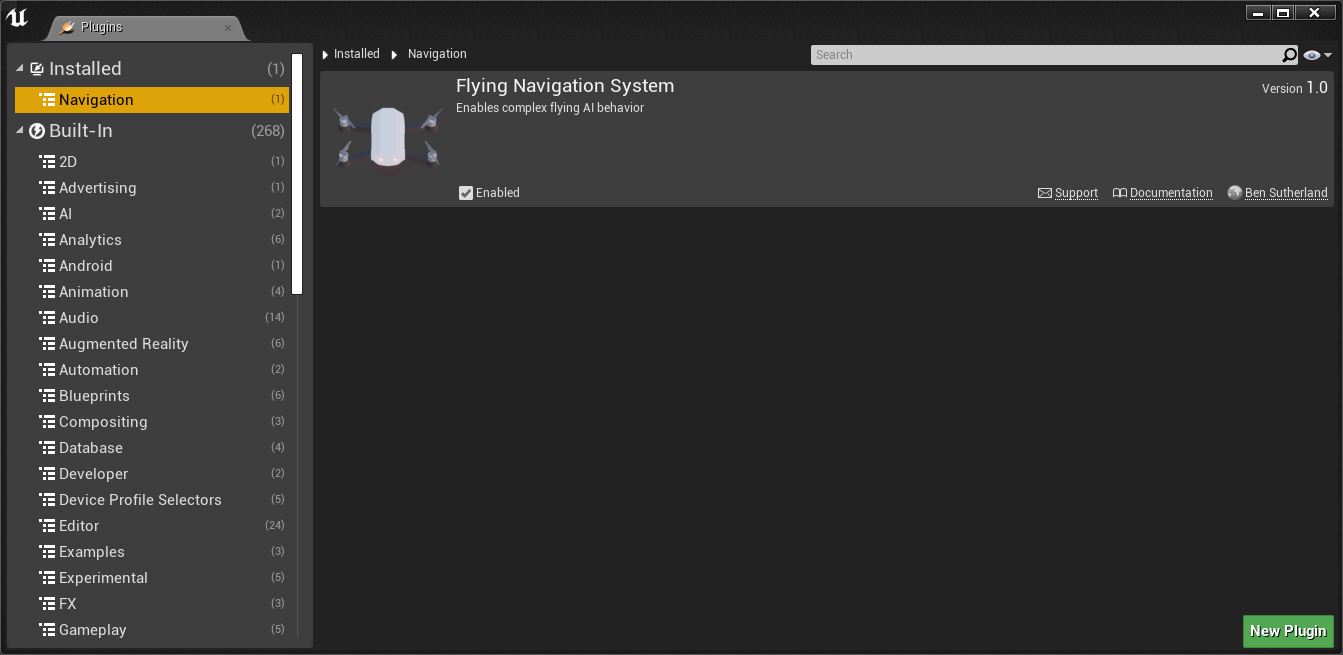 Plugins
Installed (1)
Navigation (1)
Built-In (268)
2D (1)
Advertising (1)
AI (2)
Analytics (6)
Android (1)
Animation (4)
Audio (14)
Augmented Reality (6)
Automation (2)
Blueprints (6)
Compositing (3)
Database (4)
Developer (2)
Device Profile Selectors (5)
Editor (24)
Examples (3)
Experimental (5)
FX (3)
Gameplay (5)
Installed Navigation
Search
Flying Navigation System
Version 1.0
Enables complex flying AI behavior
Enabled
Support Documentation Ben Sutherland
New Plugin